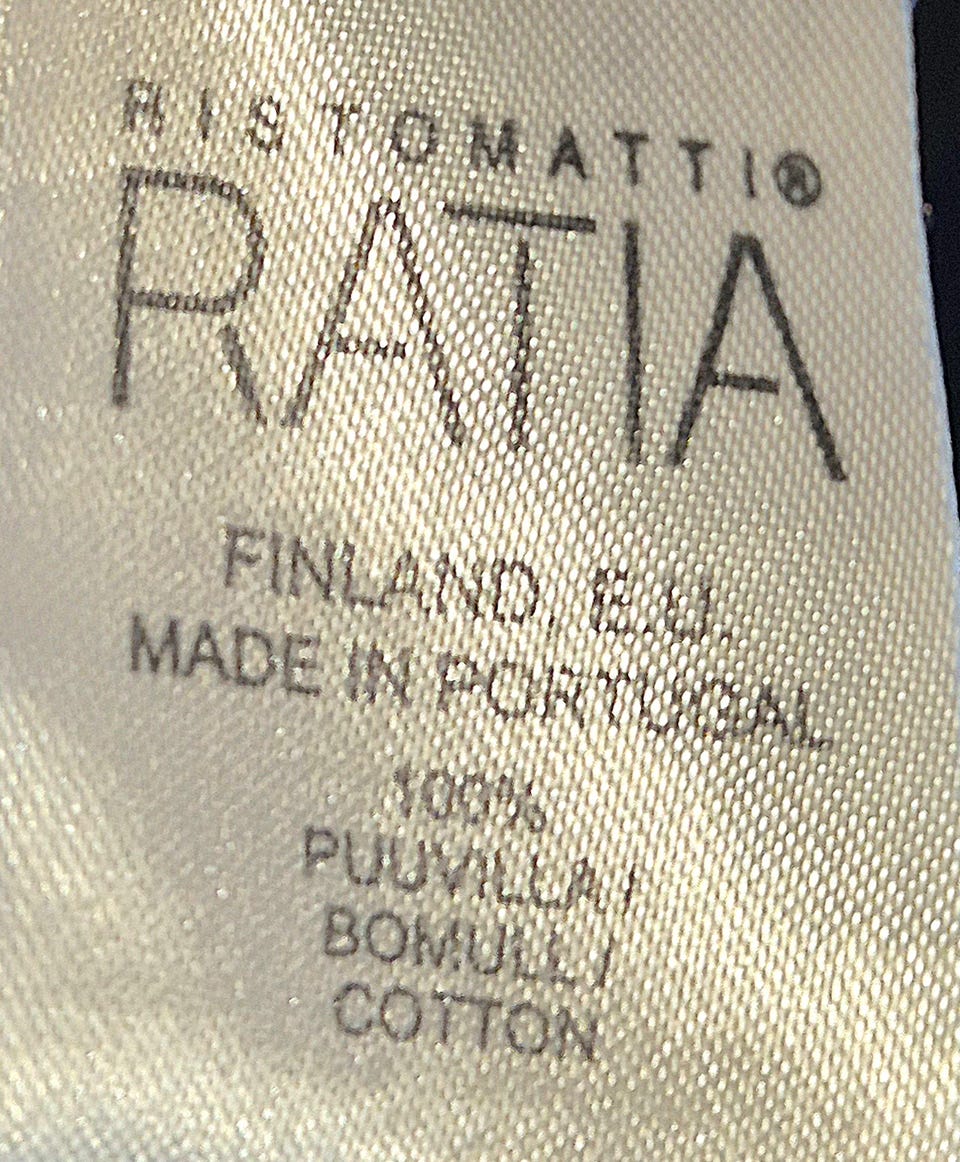 RISTOMATTI®
RATIA
FINLAND, E.U.
MADE IN PORTUGAL
100%
PUUVILLA /
BOMULL /
COTTON